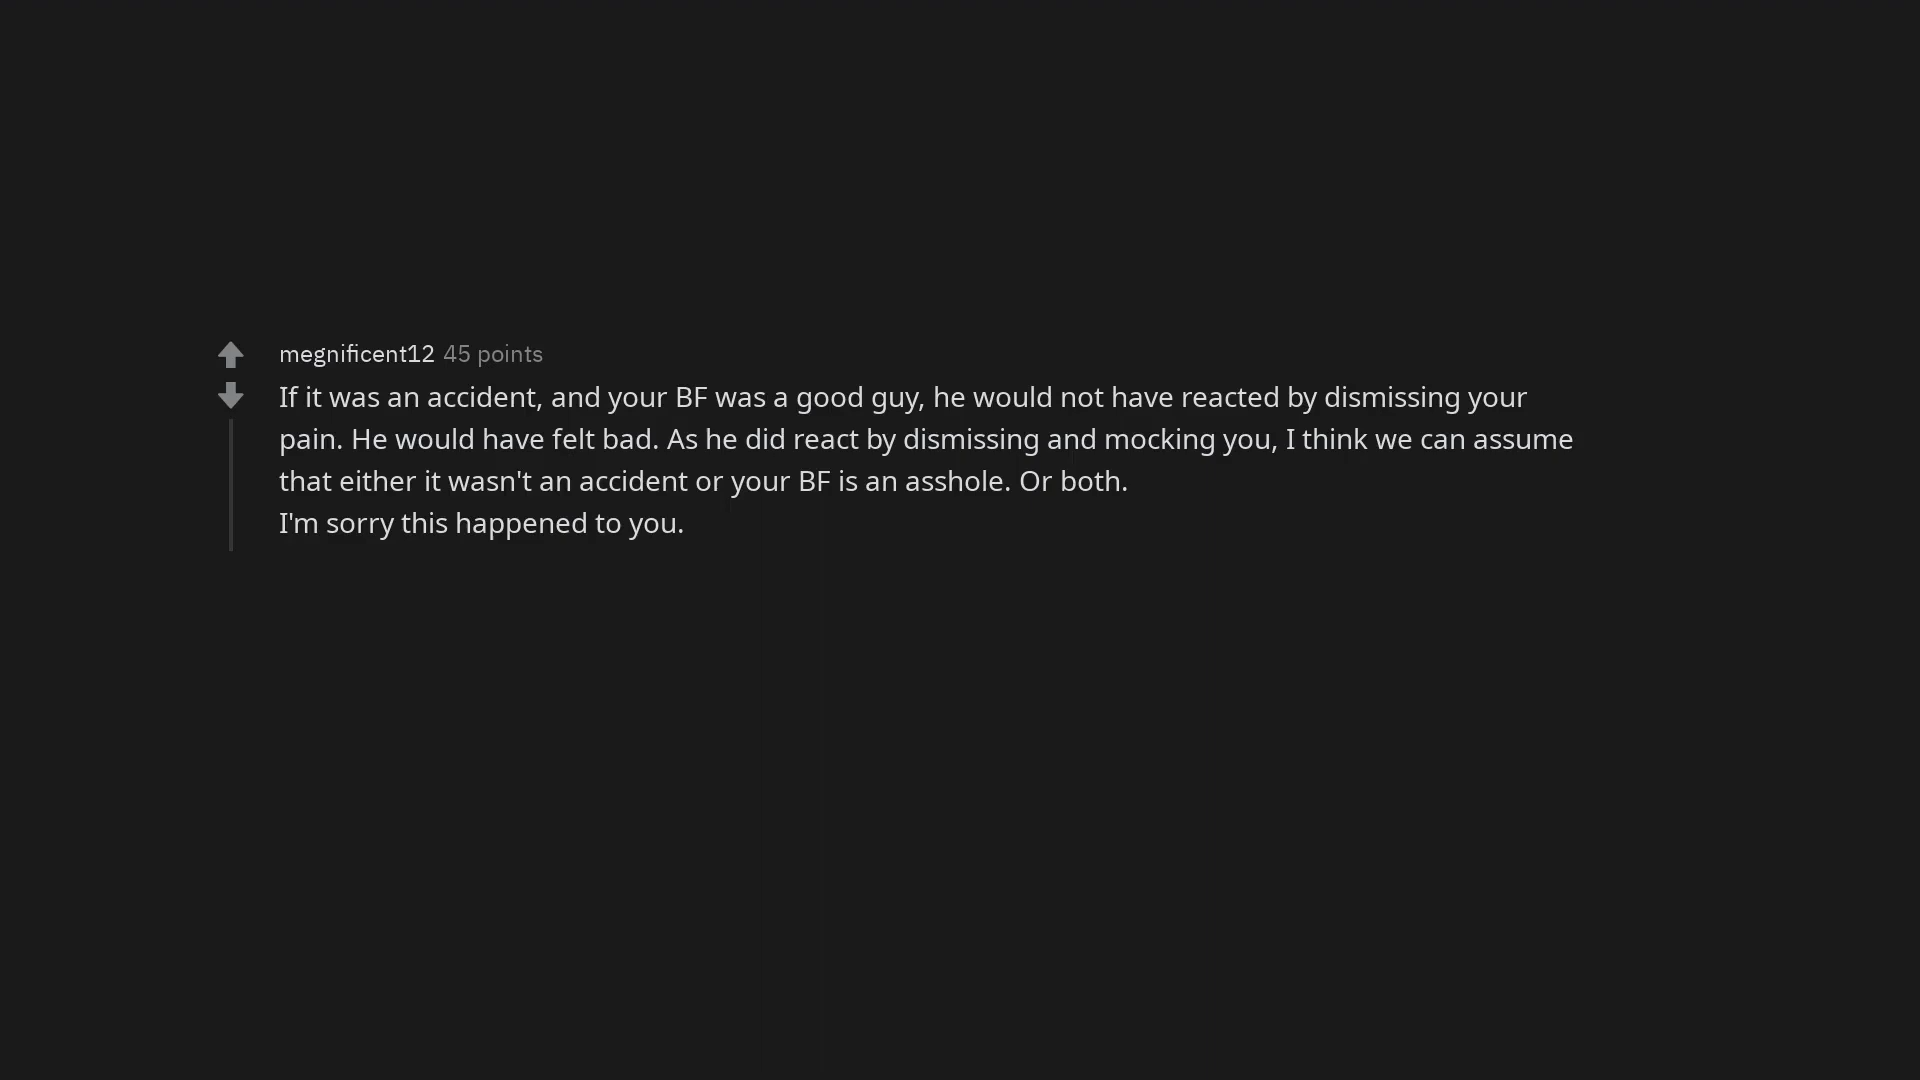 megnificent12 45 points
If it was an accident, and your BF was a good guy, he would not have reacted by dismissing your
pain. He would have felt bad. As he did react by dismissing and mocking you, I think we can assume
that either it wasn't an accident or your BF is an asshole. Or both.
I'm sorry this happened to you.